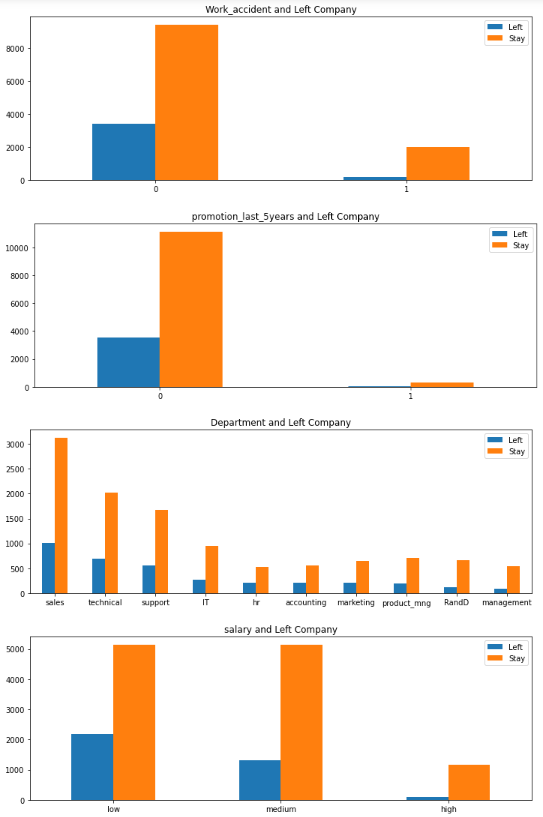 Work_accident and Left Company
Left
Stay
8000
6000
4000
2000
0
0 1
promotion_last_5years and Left Company
Left
Stay
10000
8000
6000
4000
2000
0
0 1
Department and Left Company
Left
Stay
3000
2500
2000
1500
1000
500
0
sales technical support IT hr accounting marketing product_mng RandD management
salary and Left Company
Left
Stay
5000
4000
3000
2000
1000
0
low medium high